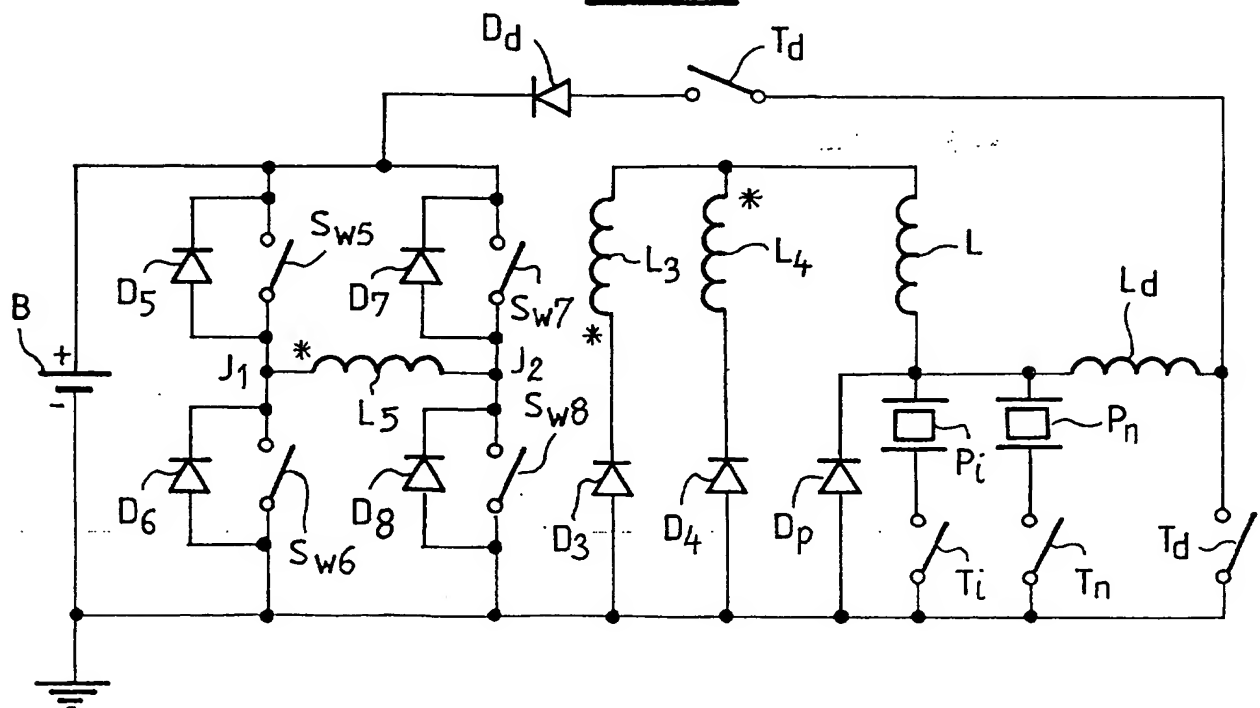 Dd
Td
Sw5
D5
D7
Sw7
L3
*
L4
L
Ld
B
+
-
J1
*
L5
J2
*
Sw8
Pi
Pn
D6
Sw6
D8
D3
D4
Dp
Ti
Tn
Td